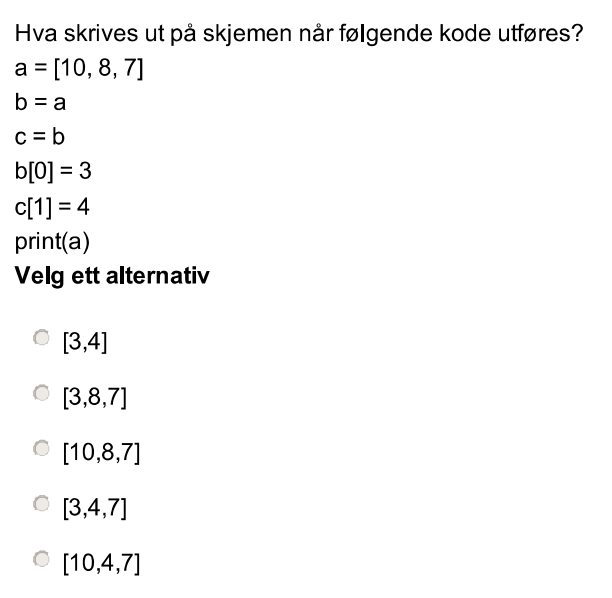 Hva skrives ut på skjemen når følgende kode utføres?
a = [10, 8, 7]
b = a
c = b
b[0] = 3
c[1] = 4
print(a)
Velg ett alternativ
[3,4]
[3,8,7]
[10,8,7]
[3,4,7]
[10,4,7]